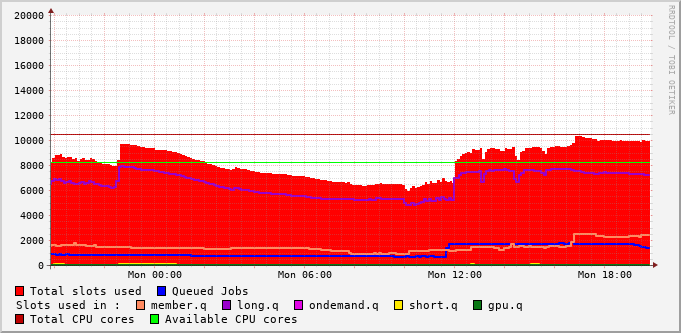 20000
18000
16000
14000
12000
10000
8000
6000
4000
2000
0
Mon 00:00 Mon 06:00 Mon 12:00 Mon 18:00
Total slots used Queued Jobs
Slots used in : member.q long.q ondemand.q short.q gpu.q
Total CPU cores Available CPU cores
RRDTOOL / TOBI OETIKER